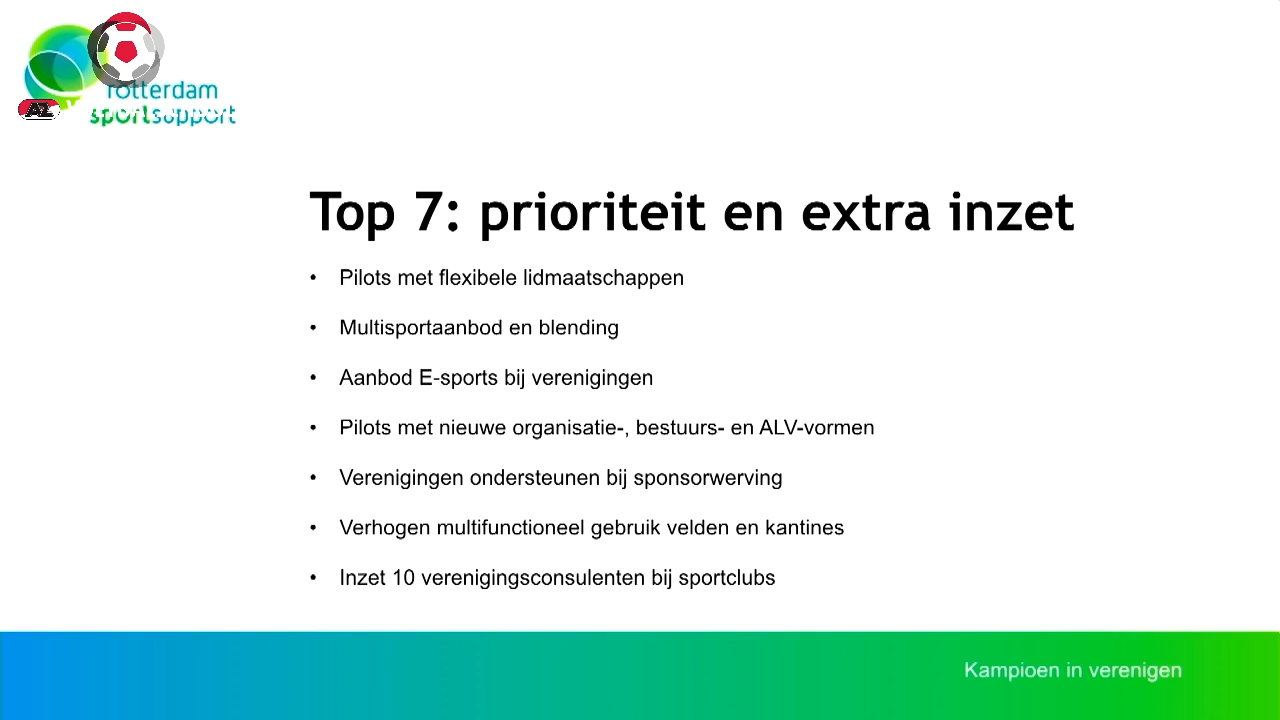 rotterdam
AZ
sportsupport
Top 7: prioriteit en extra inzet
• Pilots met flexibele lidmaatschappen
• Multisportaanbod en blending
• Aanbod E-sports bij verenigingen
• Pilots met nieuwe organisatie-, bestuurs- en ALV-vormen
• Verenigingen ondersteunen bij sponsorwerving
• Verhogen multifunctioneel gebruik velden en kantines
• Inzet 10 verenigingsconsulenten bij sportclubs
Kampioen in verenigen